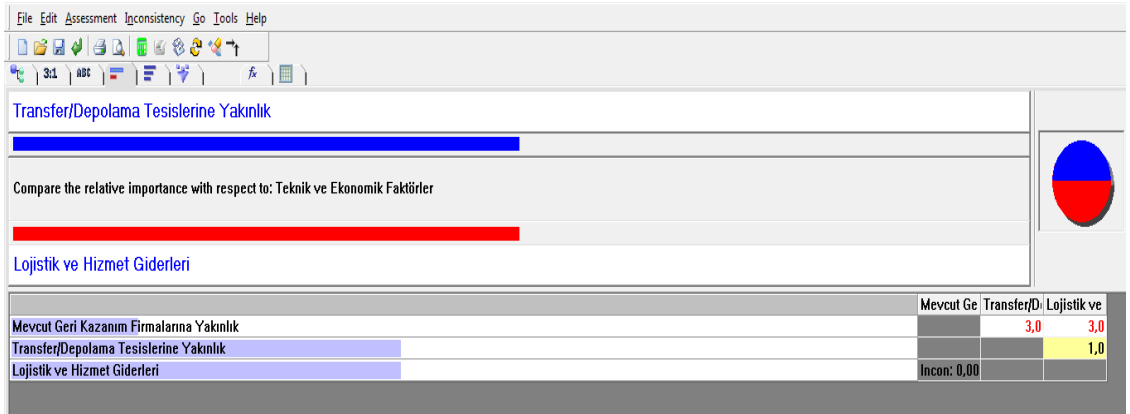 File Edit Assessment Inconsistency Go Tools Help
3:1 ABC fx
Transfer/Depolama Tesislerine Yakınlık
Compare the relative importance with respect to: Teknik ve Ekonomik Faktörler
Lojistik ve Hizmet Giderleri
Mevcut Ge Transfer/D Lojistik ve
Mevcut Geri Kazanım Firmalarına Yakınlık 3,0 3,0
Transfer/Depolama Tesislerine Yakınlık 1,0
Lojistik ve Hizmet Giderleri Incon: 0,00